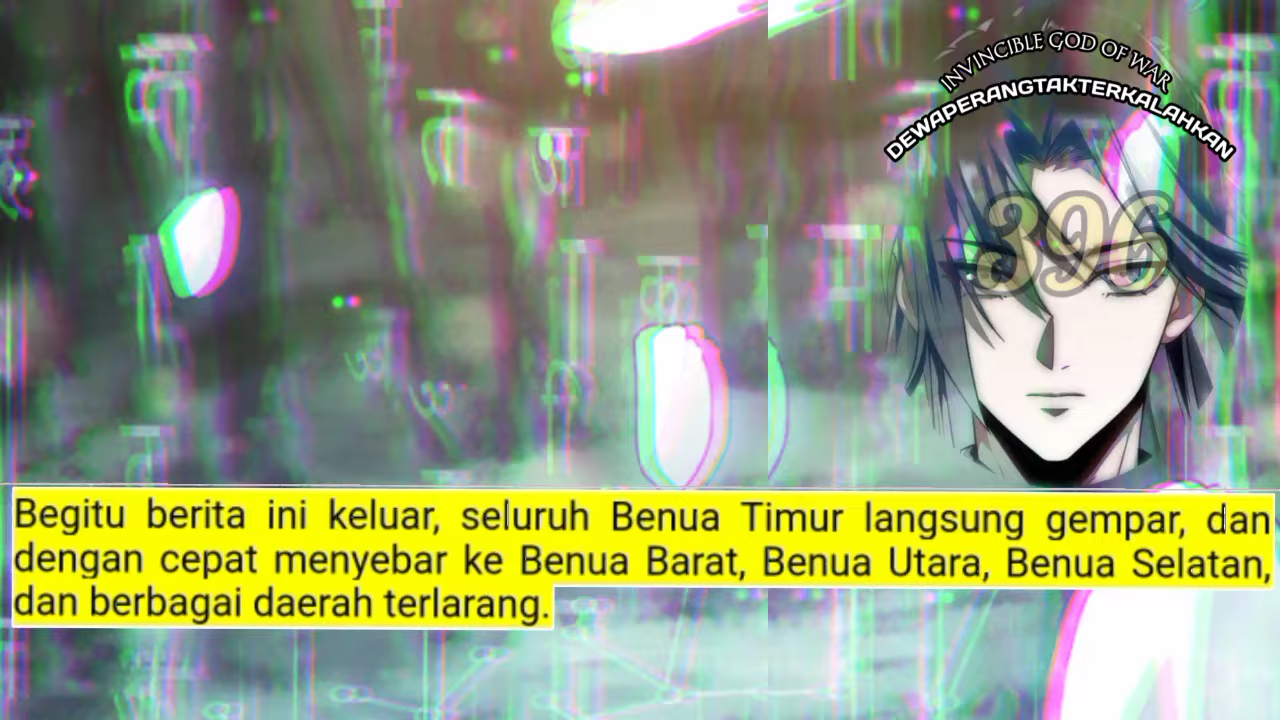 INVINCIBLE GOD OF WAR
DEWAPERANGTAKTERKALAHKAN
396
Begitu berita ini keluar, seluruh Benua Timur langsung gempar, dan
dengan cepat menyebar ke Benua Barat, Benua Utara, Benua Selatan,
dan berbagai daerah terlarang.